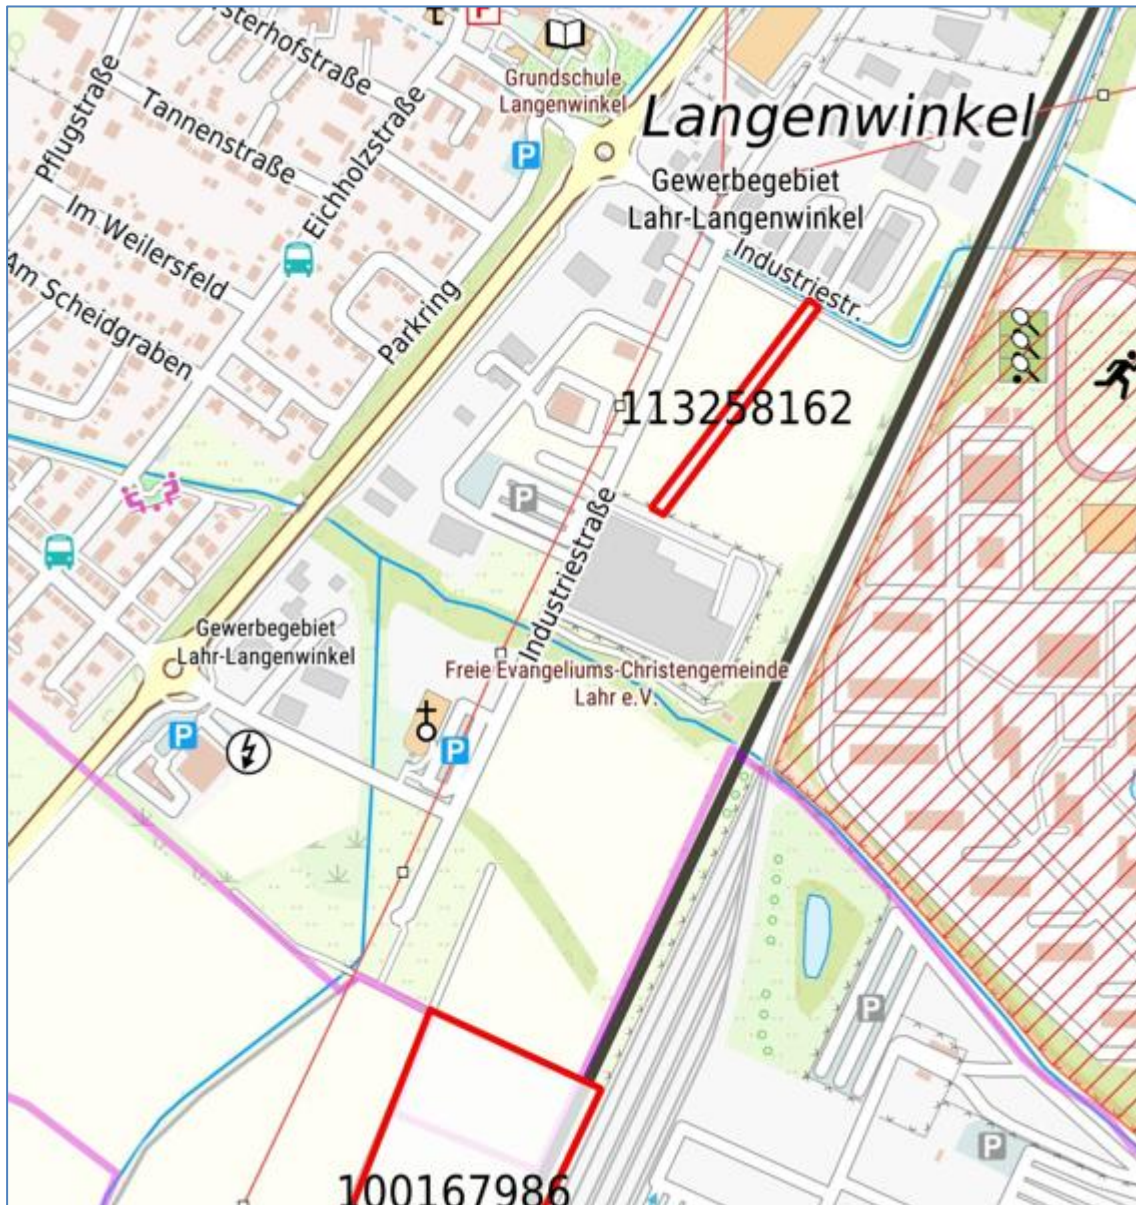 sterhofstraße
Grundschule
Langenwinkel
Pflugstraße
Tannenstraße
Eichholzstraße
P
Langenwinkel
Gewerbegebiet
Lahr-Langenwinkel
Im Weilersfeld
Am Scheidgraben
Parkring
Industriestr.
113258162
P
Industriestraße
Gewerbegebiet
Lahr-Langenwinkel
Freie Evangeliums-Christengemeinde
Lahr e.V.
P
P
P
P
100167986